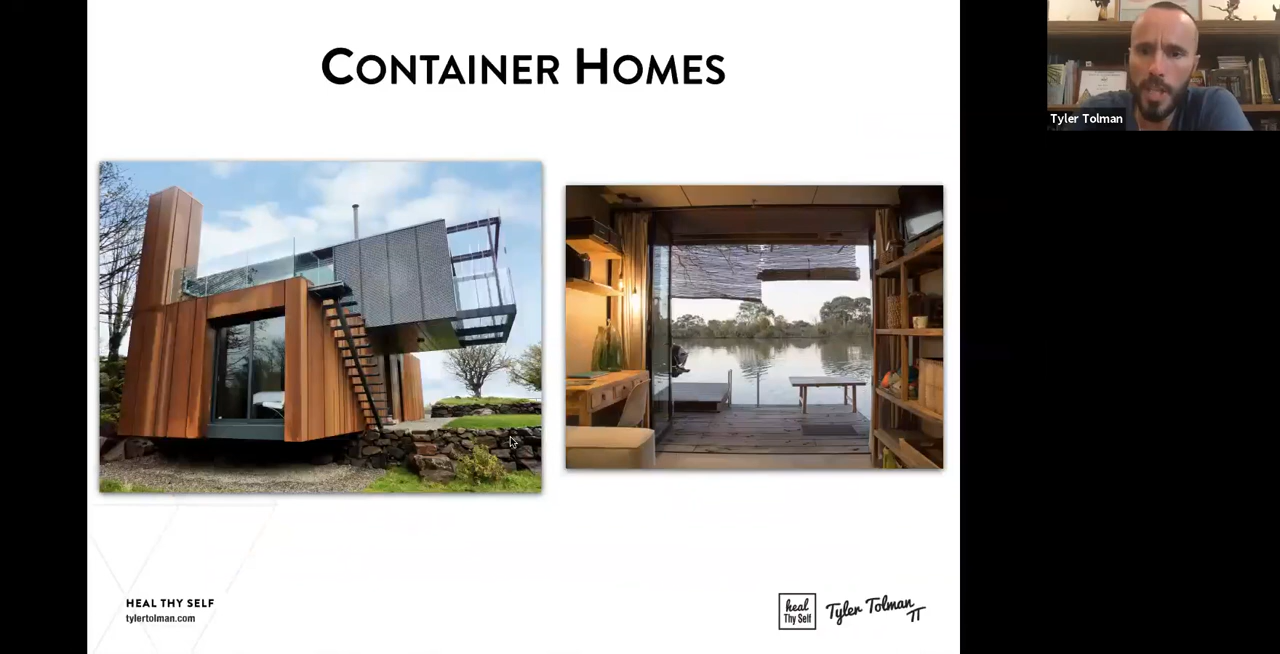 CONTAINER HOMES
Tyler Tolman
HEAL THY SELF
tylertolman.com
heal
Thy Self
Tyler Tolman
TT